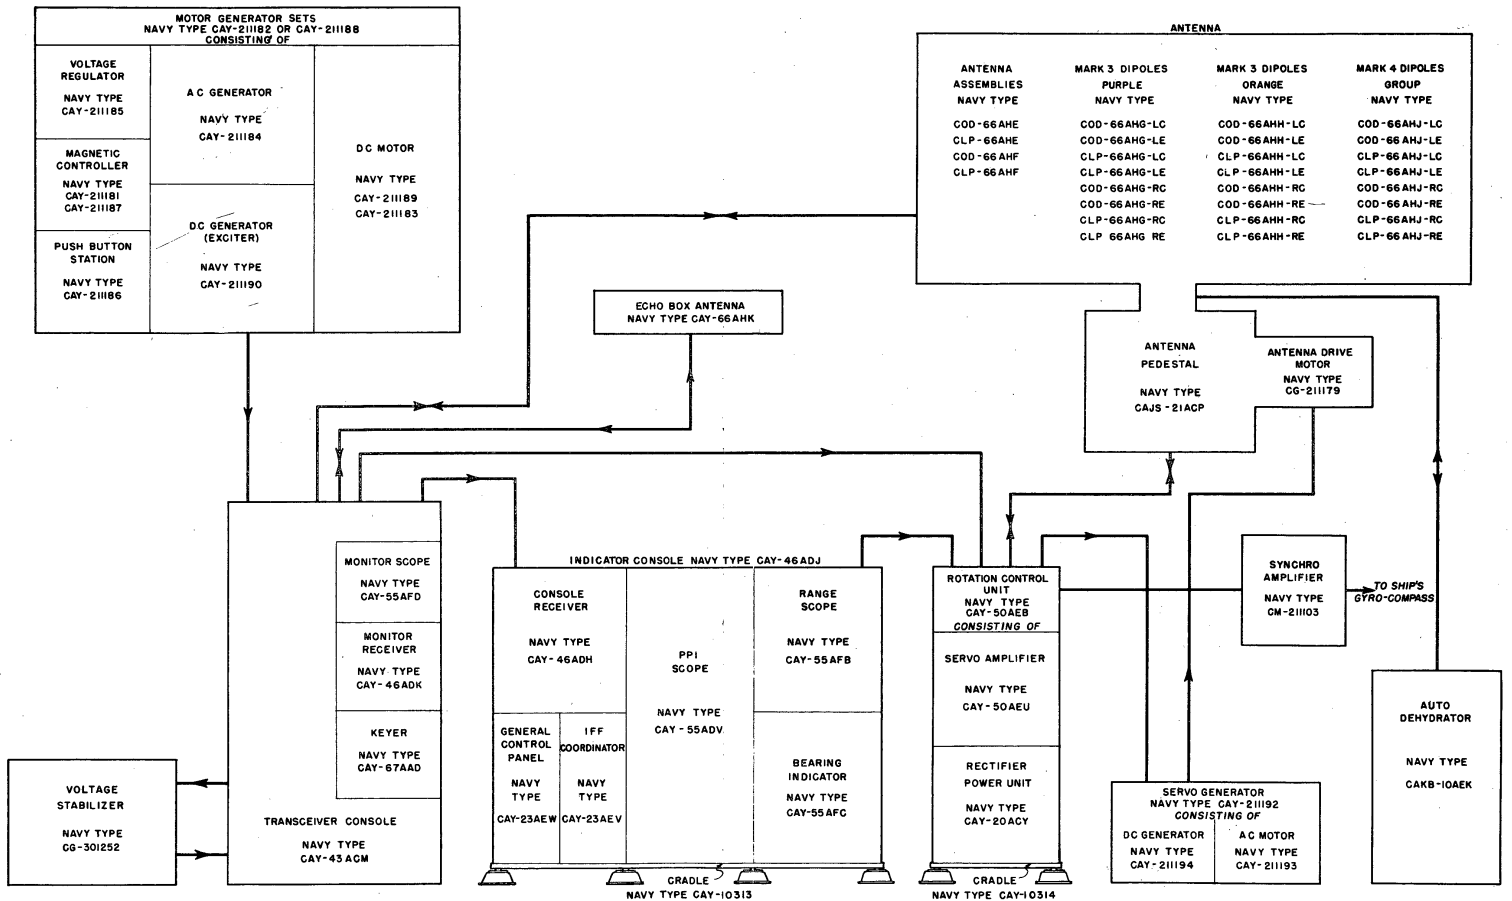 MOTOR GENERATOR SETS
NAVY TYPE CAY-211182 OR CAY-211188
CONSISTING OF
VOLTAGE
REGULATOR
NAVY TYPE
CAY-211185
MAGNETIC
CONTROLLER
NAVY TYPE
CAY-211181
CAY-211187
PUSH BUTTON
STATION
NAVY TYPE
CAY-211186
AC GENERATOR
NAVY TYPE
CAY-211184
DC GENERATOR
(EXCITER)
NAVY TYPE
CAY-211190
DC MOTOR
NAVY TYPE
CAY-211189
CAY-211183
ANTENNA
ANTENNA
ASSEMBLIES
NAVY TYPE
COD-66AHE
CLP-66AHE
COD-66AHF
CLP-66AHF
MARK 3 DIPOLES
PURPLE
NAVY TYPE
COD-66AHG-LC
COD-66AHG-LE
CLP-66AHG-LC
CLP-66AHG-LE
COD-66AHG-RC
COD-66AHG-RE
CLP-66AHG-RC
CLP 66AHG RE
MARK 3 DIPOLES
ORANGE
NAVY TYPE
COD-66AHH-LC
COD-66AHH-LE
CLP-66AHH-LC
CLP-66AHH-LE
COD-66AHH-RC
COD-66AHH-RE
CLP-66AHH-RC
CLP-66AHH-RE
MARK 4 DIPOLES
GROUP
NAVY TYPE
COD-66AHJ-LC
COD-66AHJ-LE
CLP-66AHJ-LC
CLP-66AHJ-LE
COD-66AHJ-RC
COD-66AHJ-RE
CLP-66AHJ-RC
CLP-66AHJ-RE
ECHO BOX ANTENNA
NAVY TYPE CAY-66AHK
ANTENNA
PEDESTAL
NAVY TYPE
CAJS-21ACP
ANTENNA DRIVE
MOTOR
NAVY TYPE
CG-211179
MONITOR SCOPE
NAVY TYPE
CAY-55AFD
MONITOR
RECEIVER
NAVY TYPE
CAY-46ADK
KEYER
NAVY TYPE
CAY-67AAD
TRANSCEIVER CONSOLE
NAVY TYPE
CAY-43ACM
VOLTAGE
STABILIZER
NAVY TYPE
CG-301252
INDICATOR CONSOLE NAVY TYPE CAY-46ADJ
CONSOLE
RECEIVER
NAVY TYPE
CAY-46ADH
GENERAL
CONTROL
PANEL
NAVY
TYPE
CAY-23AEW
IFF
COORDINATOR
NAVY
TYPE
CAY-23AEV
PPI
SCOPE
NAVY TYPE
CAY-55ADV
RANGE
SCOPE
NAVY TYPE
CAY-55AFB
BEARING
INDICATOR
NAVY TYPE
CAY-55AFC
CRADLE
NAVY TYPE CAY-10313
ROTATION CONTROL
UNIT
NAVY TYPE
CAY-50AEB
CONSISTING OF
SERVO AMPLIFIER
NAVY TYPE
CAY-50AEU
RECTIFIER
POWER UNIT
NAVY TYPE
CAY-20ACY
CRADLE
NAVY TYPE CAY-10314
SYNCHRO
AMPLIFIER
NAVY TYPE
CM-211103
TO SHIP'S
GYRO-COMPASS
SERVO GENERATOR
NAVY TYPE CAY-211192
CONSISTING OF
DC GENERATOR
NAVY TYPE
CAY-211194
AC MOTOR
NAVY TYPE
CAY-211193
AUTO
DEHYDRATOR
NAVY TYPE
CAKB-10AEK